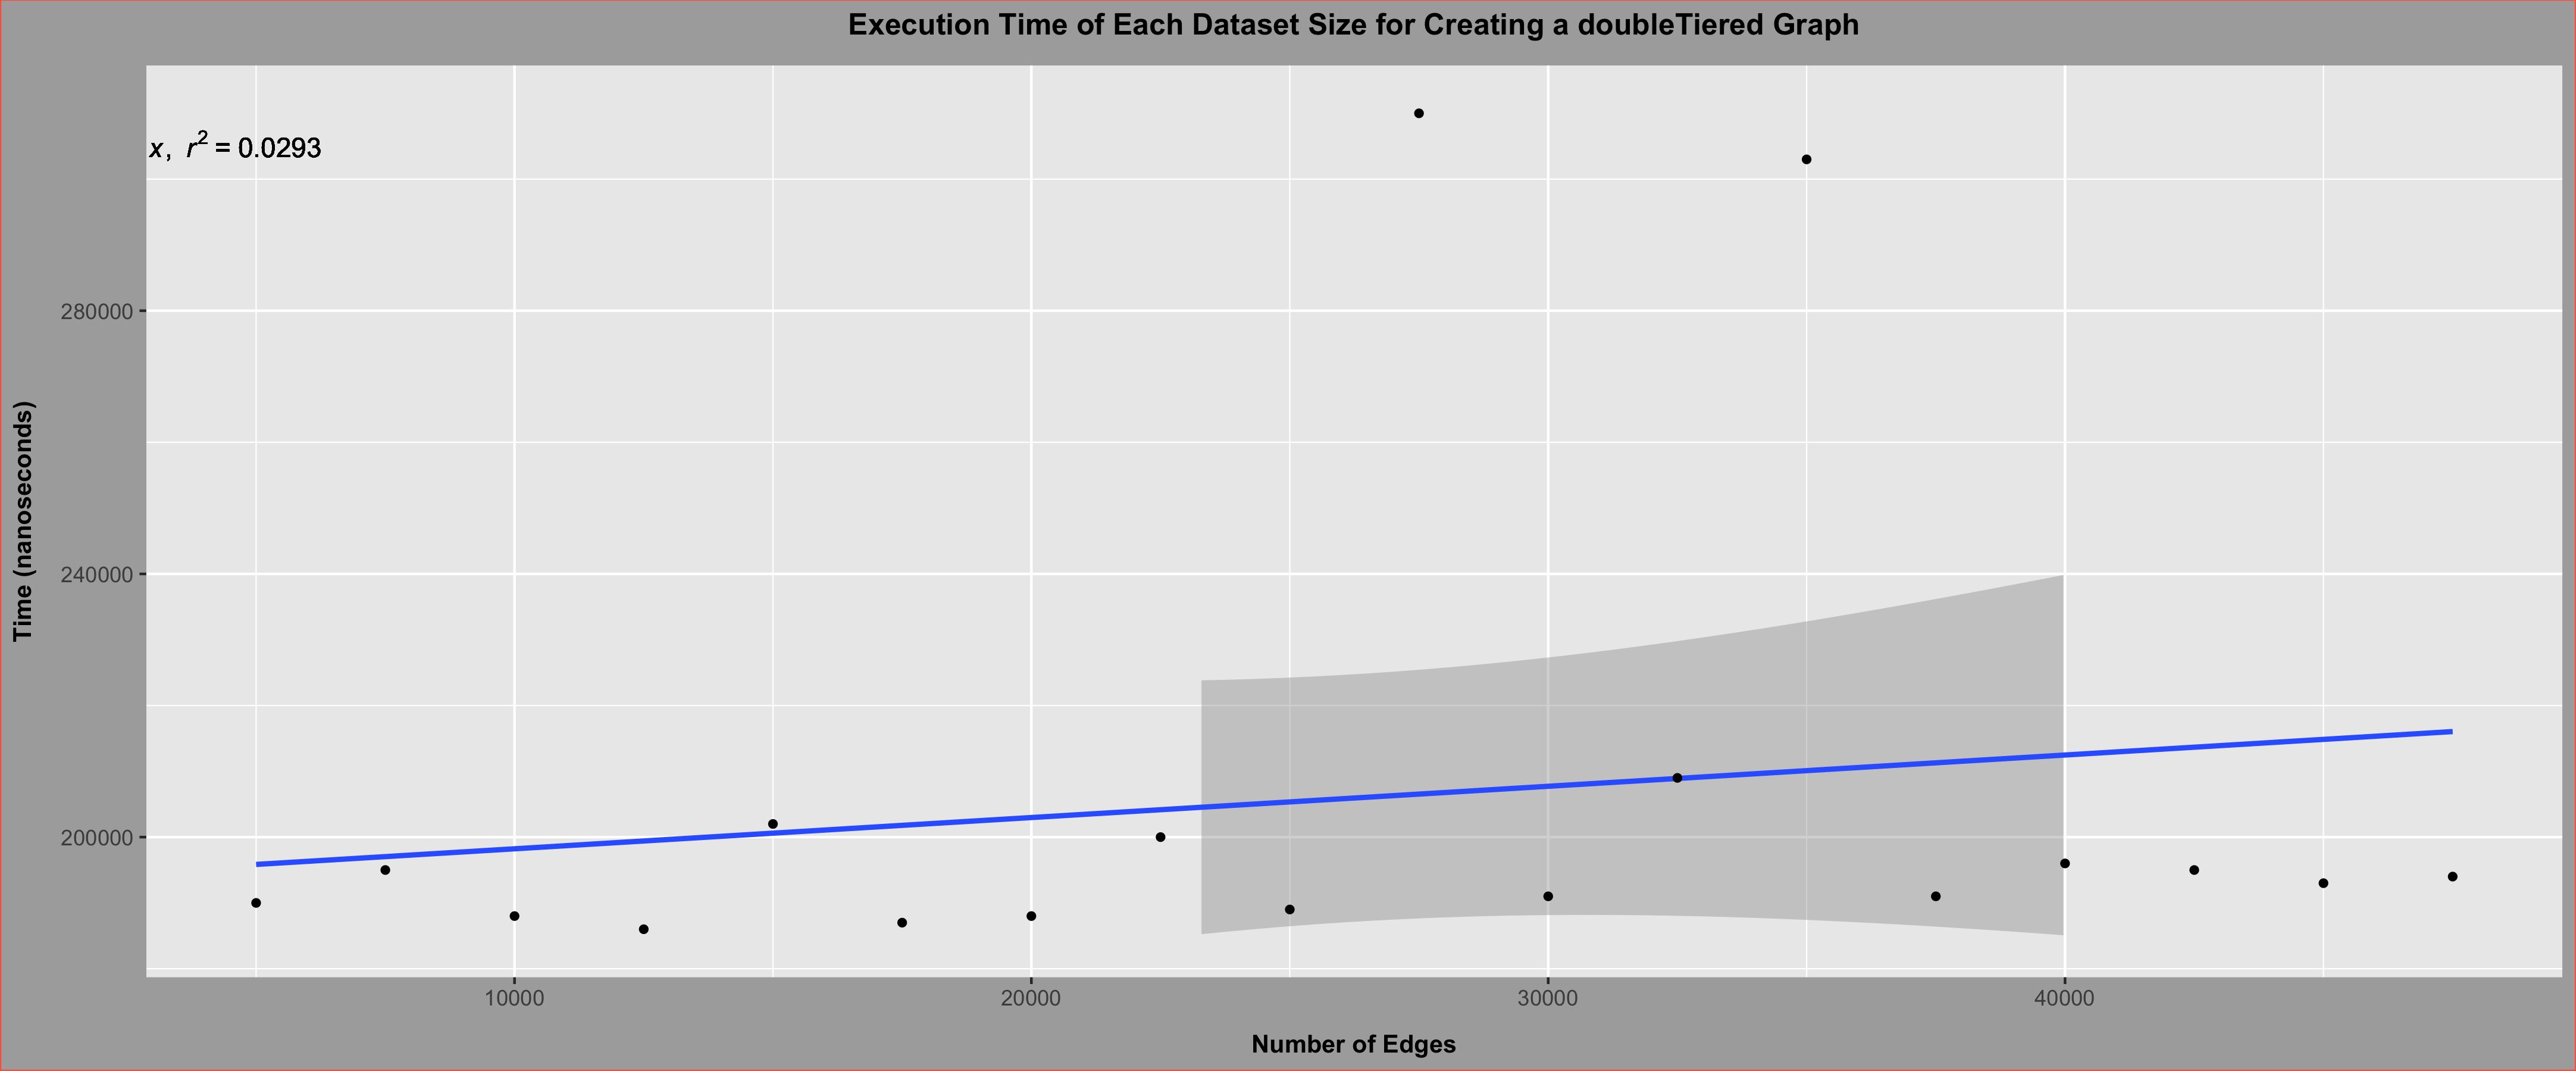 Execution Time of Each Dataset Size for Creating a doubleTiered Graph
x, r² = 0.0293
280000
240000
200000
Time (nanoseconds)
10000 20000 30000 40000
Number of Edges